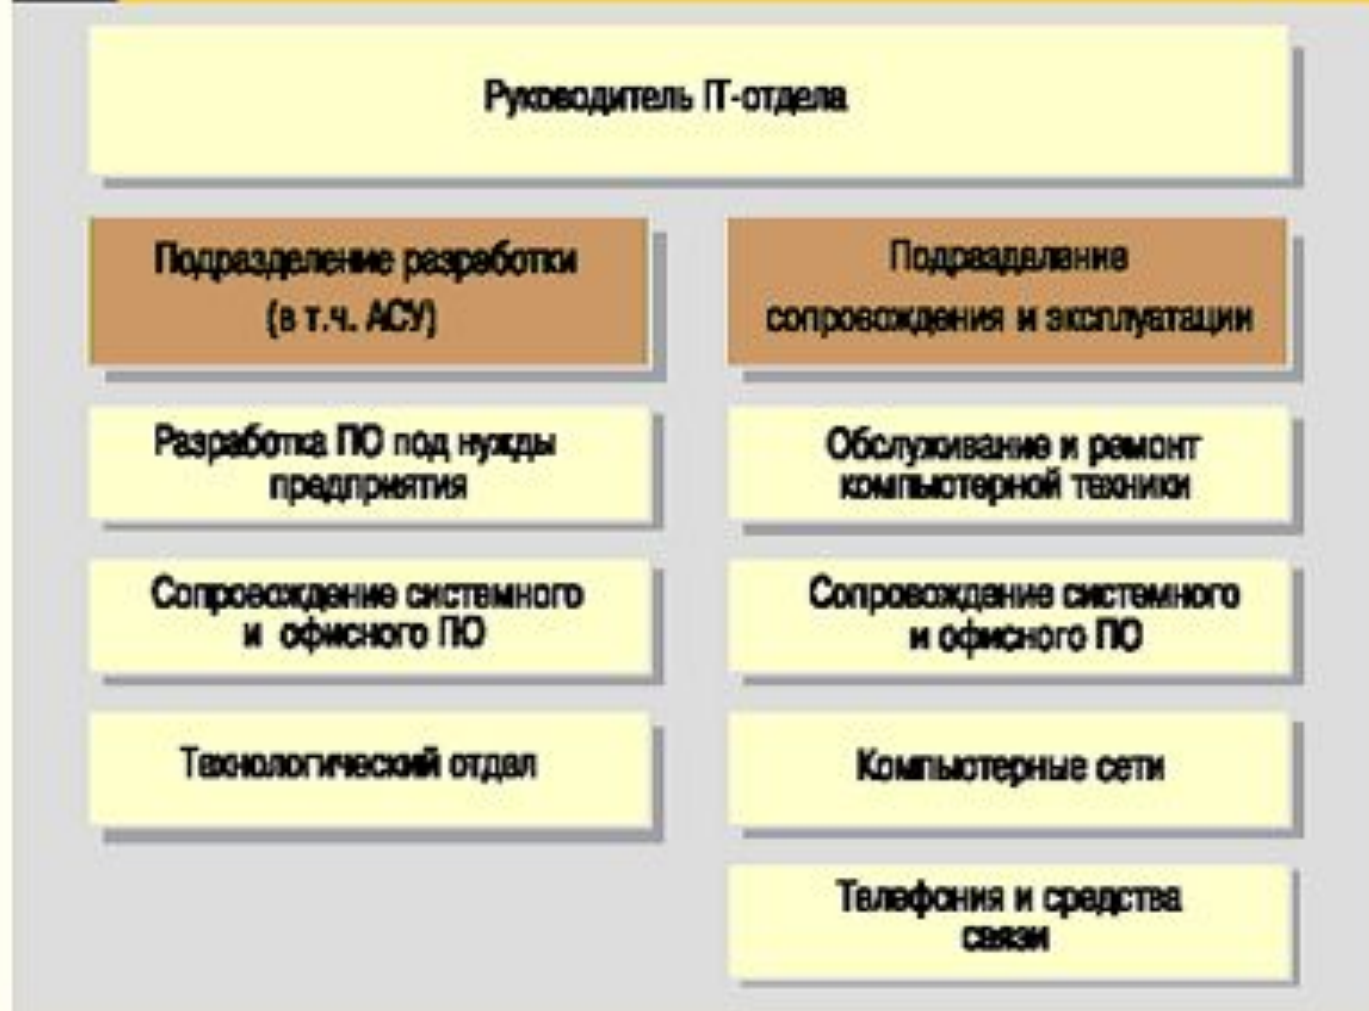 Руководитель IT-отдела
Подразделение разработки
(в т.ч. АСУ)
Подразделение
сопровождения и эксплуатации
Разработка ПО под нужды
предприятия
Обслуживание и ремонт
компьютерной техники
Сопровождение системного
и офисного ПО
Сопровождение системного
и офисного ПО
Технологический отдел
Компьютерные сети
Телефония и средства
связи